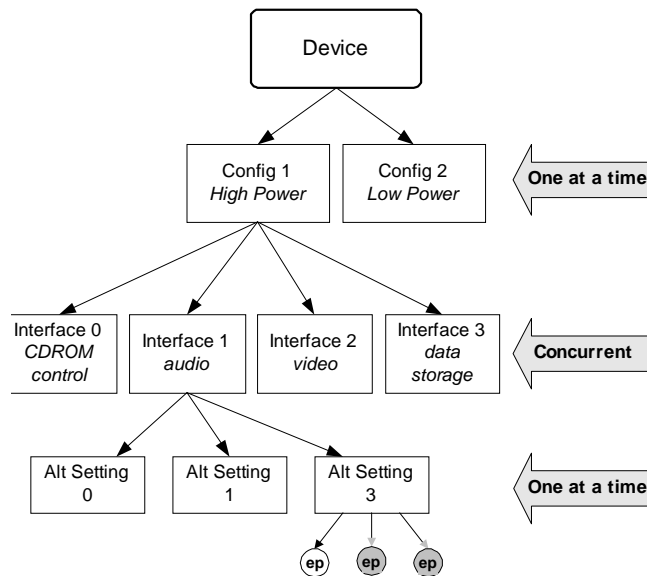 Device
Config 1
High Power
Config 2
Low Power
One at a time
Interface 0
CDROM
control
Interface 1
audio
Interface 2
video
Interface 3
data
storage
Concurrent
Alt Setting
0
Alt Setting
1
Alt Setting
3
One at a time
ep
ep
ep